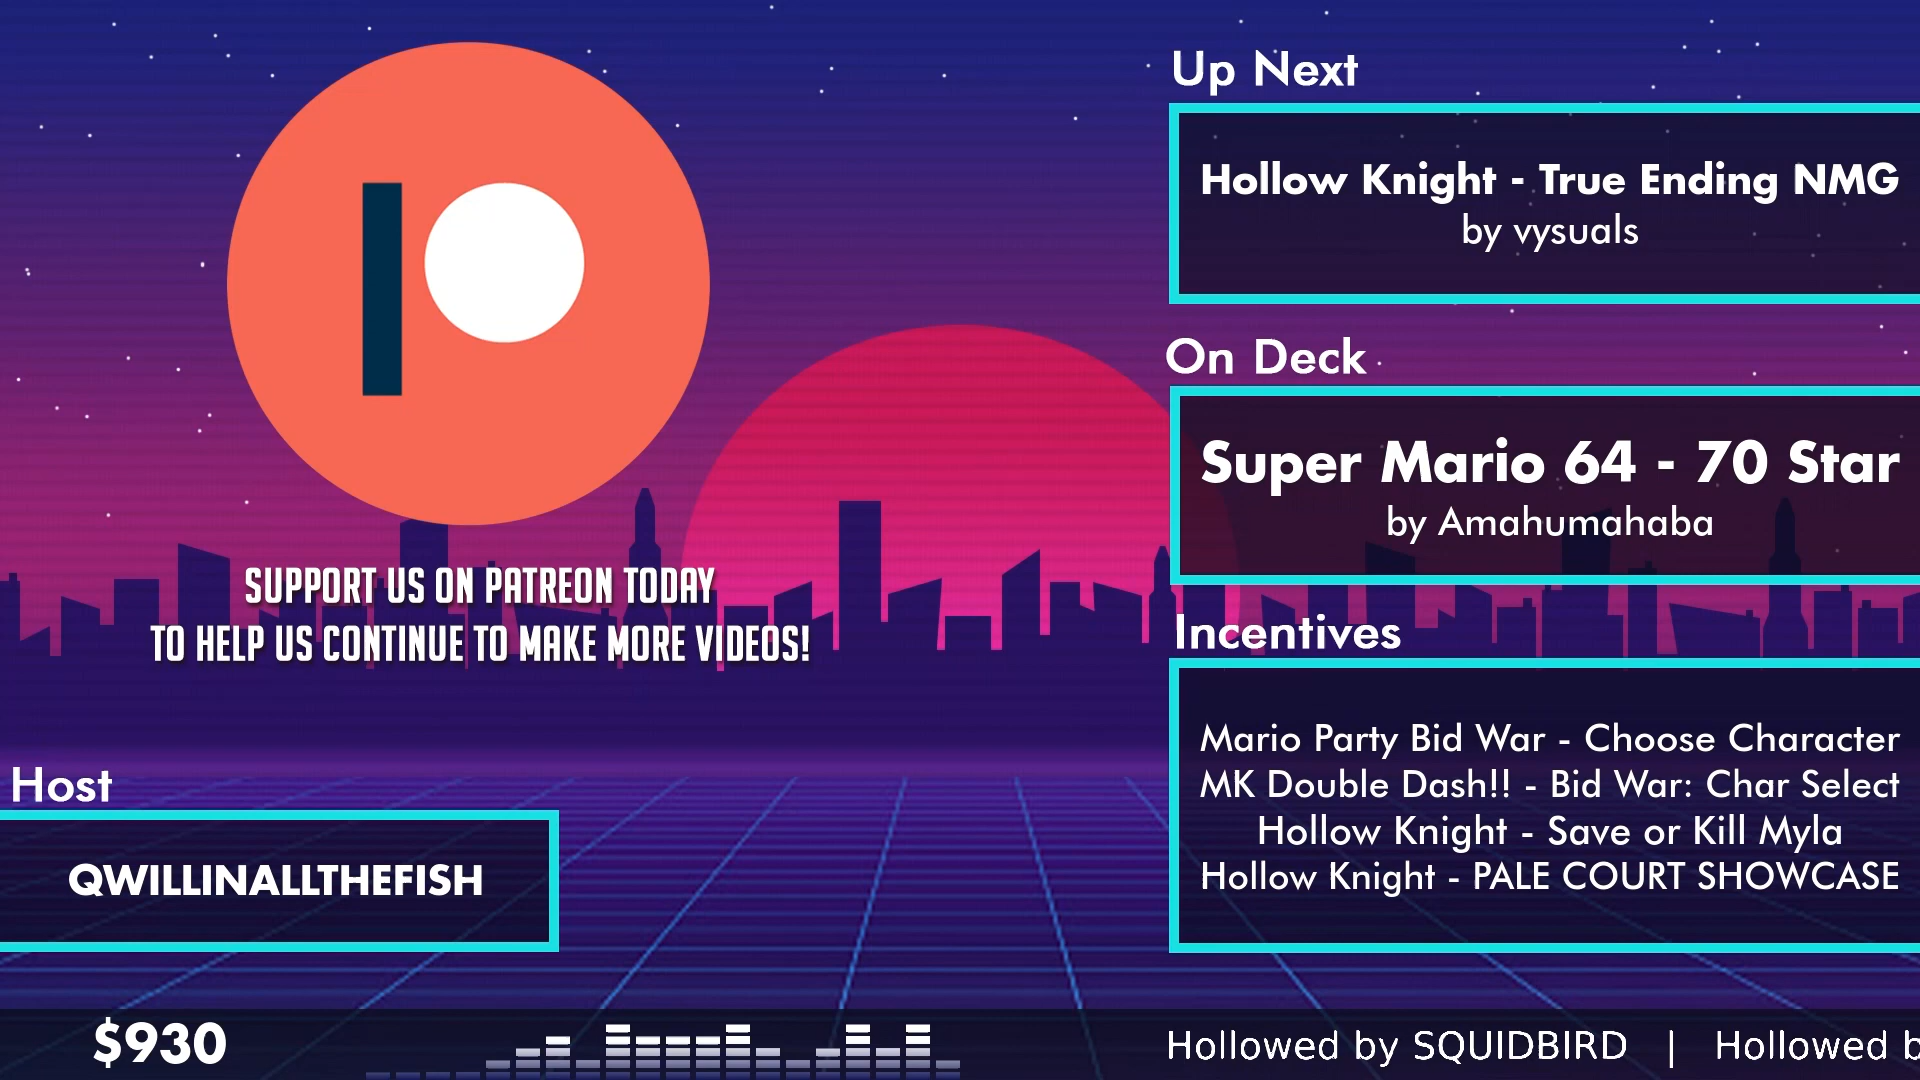 Up Next
Hollow Knight - True Ending NMG
by vysuals
On Deck
Super Mario 64 - 70 Star
by Amahumahaba
SUPPORT US ON PATREON TODAY
TO HELP US CONTINUE TO MAKE MORE VIDEOS!
Incentives
Mario Party Bid War - Choose Character
MK Double Dash!! - Bid War: Char Select
Hollow Knight - Save or Kill Myla
Hollow Knight - PALE COURT SHOWCASE
Host
QWILLINALLTHEFISH
$930
Hollowed by SQUIDBIRD | Hollowed b